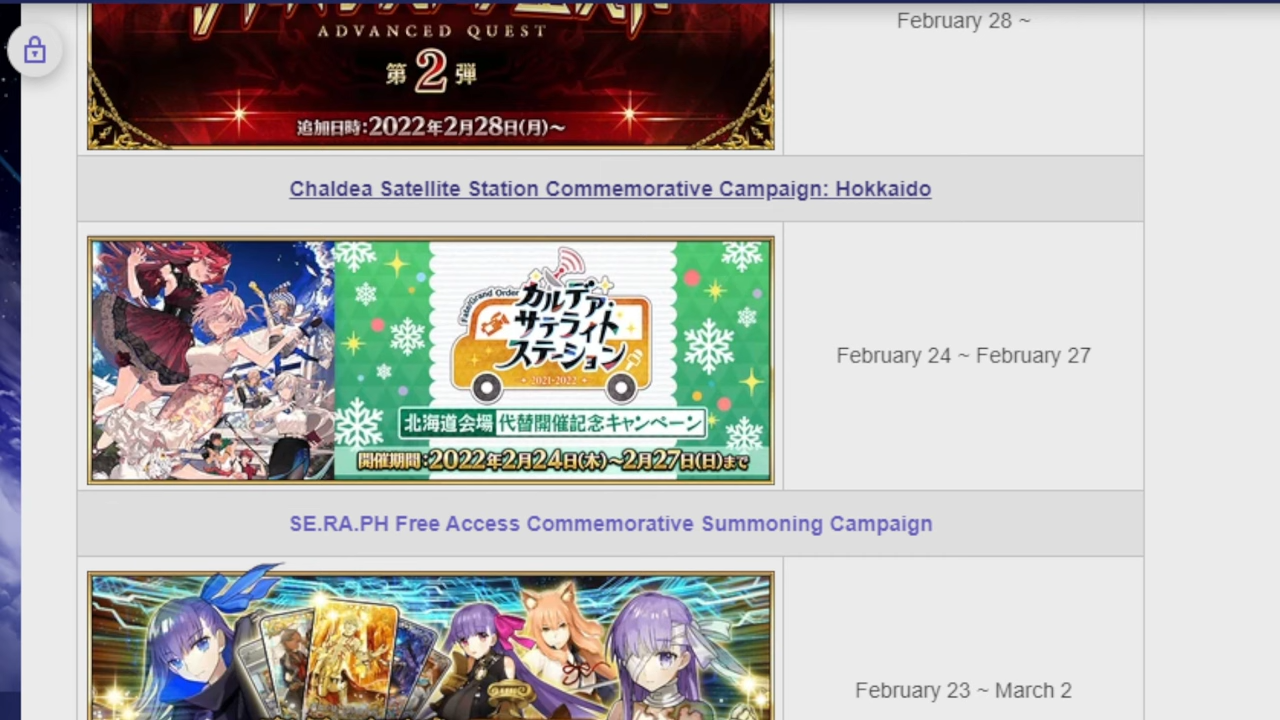 ADVANCED QUEST
第2弾
追加日時:2022年2月28日(月)~
February 28 ~
Chaldea Satellite Station Commemorative Campaign: Hokkaido
Fate/Grand Order
カルデア・
サテライト
ステーション
2021-2022
北海道会場 代替開催記念キャンペーン
開催期間:2022年2月24日(木)~2月27日(日)まで
February 24 ~ February 27
SE.RA.PH Free Access Commemorative Summoning Campaign
February 23 ~ March 2